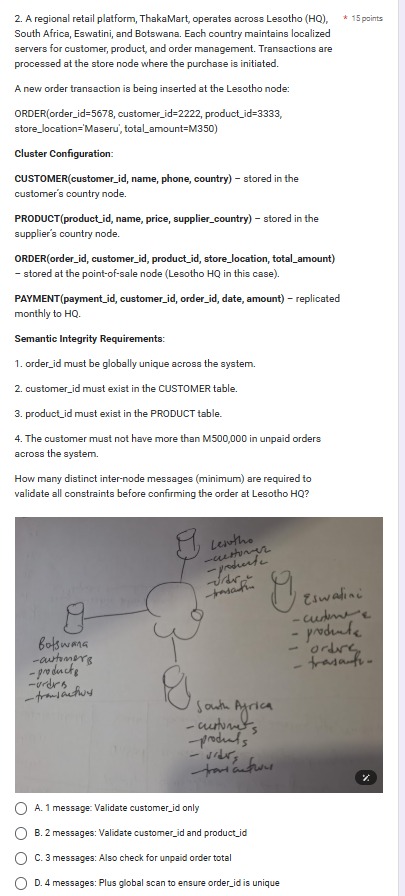 2. A regional retail platform, ThakaMart, operates across Lesotho (HQ), * 15 points
South Africa, Eswatini, and Botswana. Each country maintains localized
servers for customer, product, and order management. Transactions are
processed at the store node where the purchase is initiated.
A new order transaction is being inserted at the Lesotho node:
ORDER(order_id=5678, customer_id=2222, product_id=3333,
store_location='Maseru', total_amount=M350)
Cluster Configuration:
CUSTOMER(customer_id, name, phone, country) – stored in the
customer's country node.
PRODUCT(product_id, name, price, supplier_country) – stored in the
supplier's country node.
ORDER(order_id, customer_id, product_id, store_location, total_amount)
– stored at the point-of-sale node (Lesotho HQ in this case).
PAYMENT(payment_id, customer_id, order_id, date, amount) – replicated
monthly to HQ.
Semantic Integrity Requirements:
1. order_id must be globally unique across the system.
2. customer_id must exist in the CUSTOMER table.
3. product_id must exist in the PRODUCT table.
4. The customer must not have more than M500,000 in unpaid orders
across the system.
How many distinct inter-node messages (minimum) are required to
validate all constraints before confirming the order at Lesotho HQ?
Lesotho
-customer
-products
Eswatini
- products
- orders
Botswana
-customers
-products
-orders
-transactions
South Africa
-customers
-products
- orders
A. 1 message: Validate customer_id only
B. 2 messages: Validate customer_id and product_id
C. 3 messages: Also check for unpaid order total
D. 4 messages: Plus global scan to ensure order_id is unique